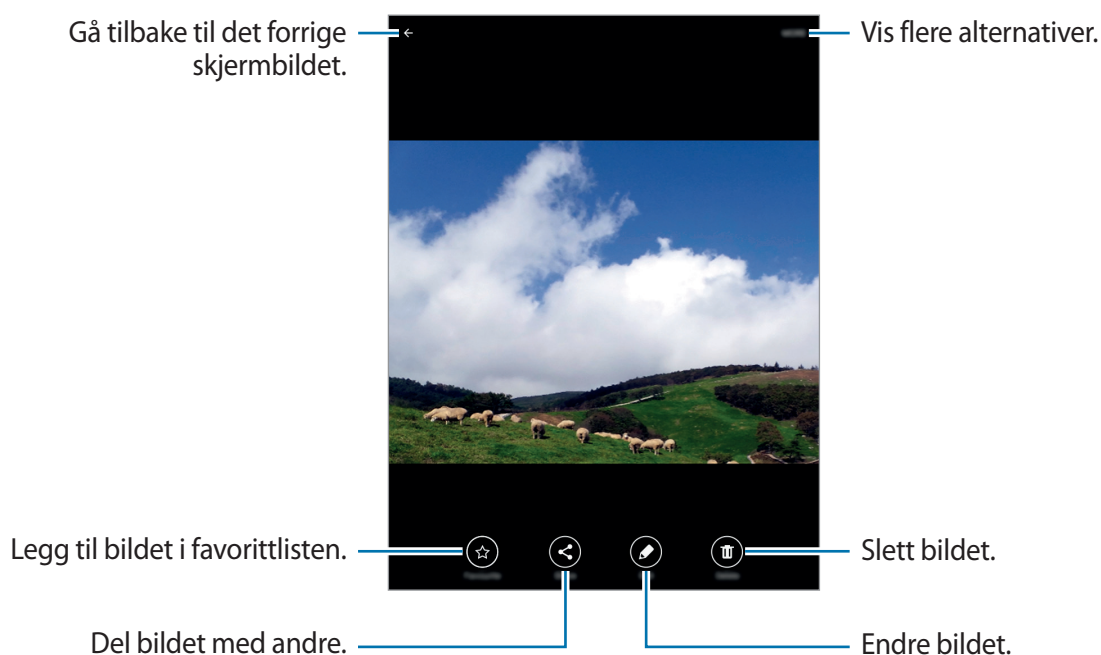 Gå tilbake til det forrige
skjermbildet.
Vis flere alternativer.
Legg til bildet i favorittlisten.
Slett bildet.
Del bildet med andre.
Endre bildet.